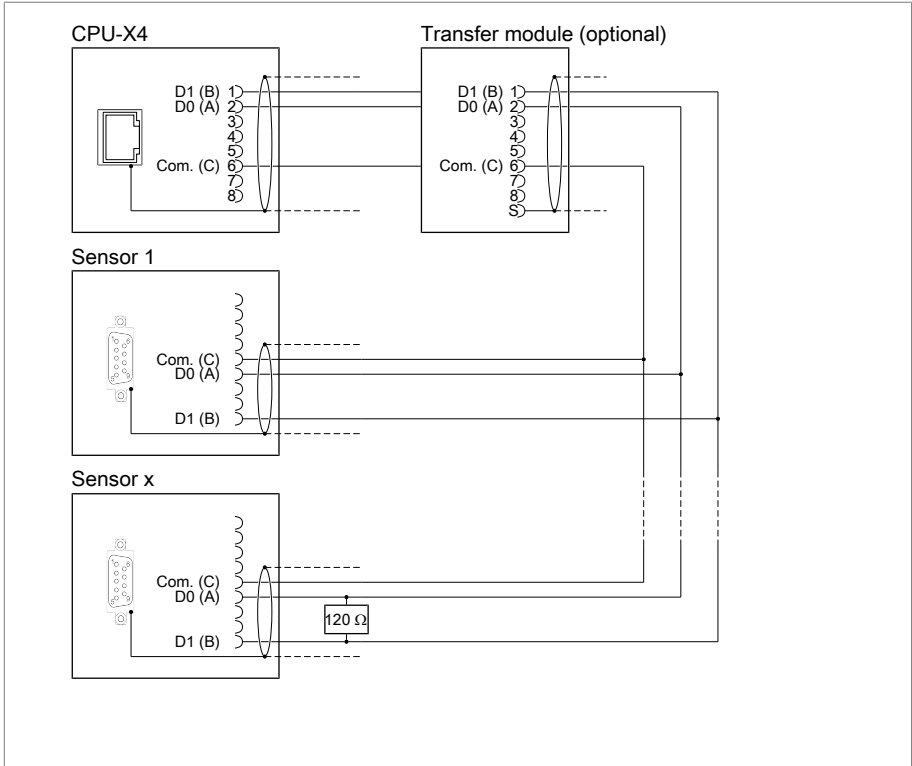 CPU-X4
D1 (B) 1
D0 (A) 2
3
4
5
Com. (C) 6
7
8
Transfer module (optional)
D1 (B) 1
D0 (A) 2
3
4
5
Com. (C) 6
7
8
S
Sensor 1
Com. (C)
D0 (A)
D1 (B)
Sensor x
Com. (C)
D0 (A)
D1 (B)
120 Ω